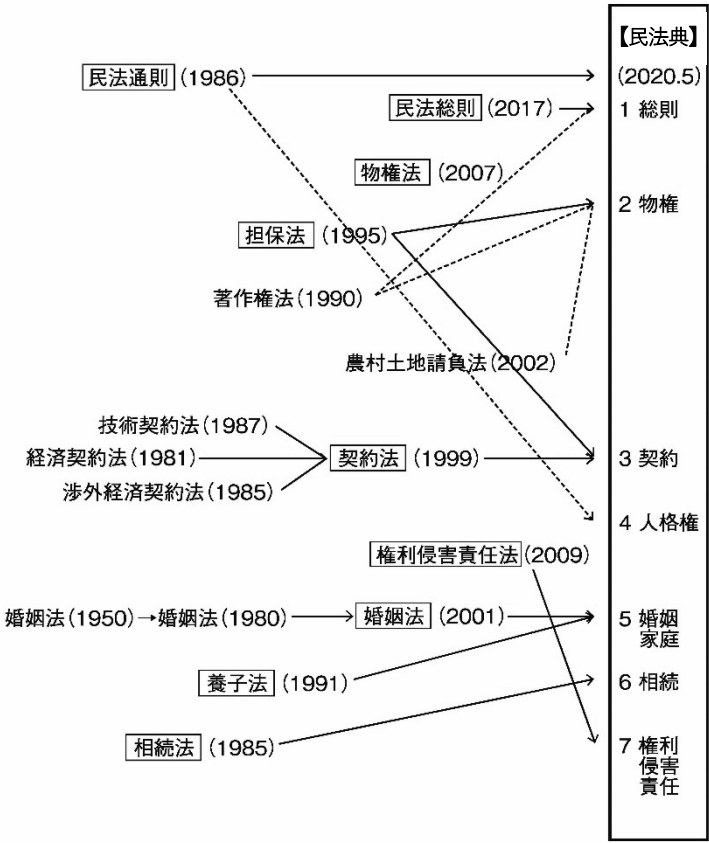 【民法典】
民法通則 (1986)
(2020.5)
民法総則 (2017)
1 総則
物権法 (2007)
2 物権
担保法 (1995)
著作権法(1990)
農村土地請負法(2002)
技術契約法(1987)
経済契約法(1981)
契約法 (1999)
3 契約
渉外経済契約法(1985)
4 人格権
権利侵害責任法(2009)
婚姻法(1950)→婚姻法(1980)
婚姻法 (2001)
5 婚姻
家庭
養子法 (1991)
6 相続
相続法 (1985)
7 権利
侵害
責任